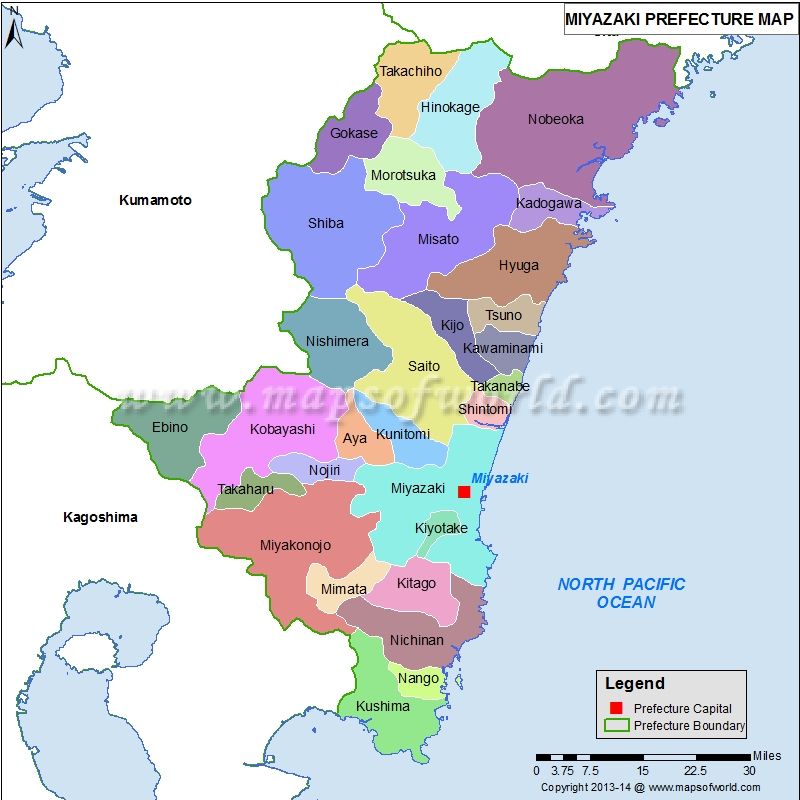 MIYAZAKI PREFECTURE MAP
N
Takachiho
Hinokage
Nobeoka
Gokase
Morotsuka
Kumamoto
Kadogawa
Shiba
Misato
Hyuga
Tsuno
Kijo
Nishimera
Kawaminami
Saito
Takanabe
www.mapsofworld.com
Shintomi
Ebino
Kobayashi
Aya
Kunitomi
Nojiri
Miyazaki
Takaharu
Miyazaki
Kagoshima
Kiyotake
Miyakonojo
Mimata
Kitago
NORTH PACIFIC
OCEAN
Nichinan
Nango
Kushima
Legend
Prefecture Capital
Prefecture Boundary
Miles
0 3.75 7.5 15 22.5 30
Copyright 2013-14 @ www.mapsofworld.com